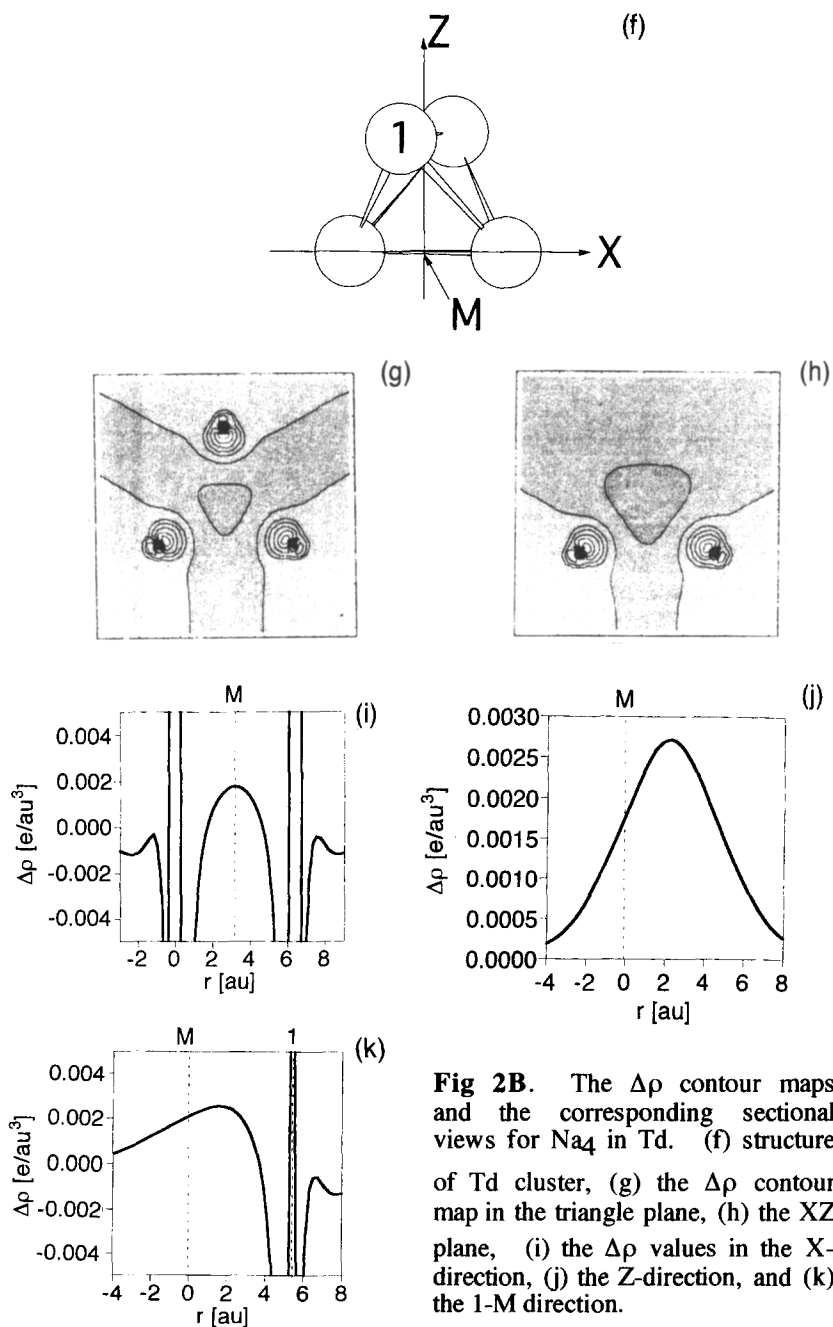 (f)
Z
1
X
M
(g)
(h)
M
(i)
0.004
0.002
0.000
-0.002
-0.004
Δρ [e/au³]
-2 0 2 4 6 8
r [au]
M
(j)
0.0030
0.0025
0.0020
0.0015
0.0010
0.0005
0.0000
Δρ [e/au³]
-4 -2 0 2 4 6 8
r [au]
M 1
(k)
0.004
0.002
0.000
-0.002
-0.004
Δρ [e/au³]
-4 -2 0 2 4 6 8
r [au]
Fig 2B. The Δρ contour maps
and the corresponding sectional
views for Na₄ in Td. (f) structure
of Td cluster, (g) the Δρ contour
map in the triangle plane, (h) the XZ
plane, (i) the Δρ values in the X-
direction, (j) the Z-direction, and (k)
the 1-M direction.